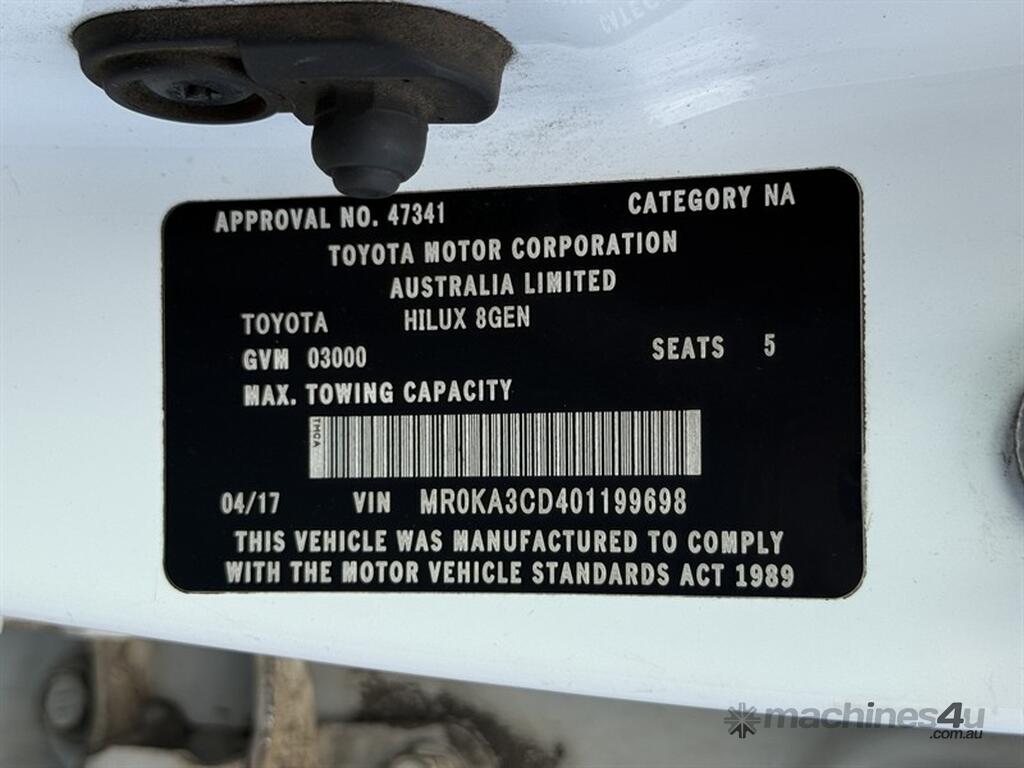 APPROVAL NO. 47341 CATEGORY NA
TOYOTA MOTOR CORPORATION
AUSTRALIA LIMITED
TOYOTA HILUX 8GEN
GVM 03000 SEATS 5
MAX. TOWING CAPACITY
TMCA
04/17 VIN MR0KA3CD401199698
THIS VEHICLE WAS MANUFACTURED TO COMPLY
WITH THE MOTOR VEHICLE STANDARDS ACT 1989
machines4u
.com.au